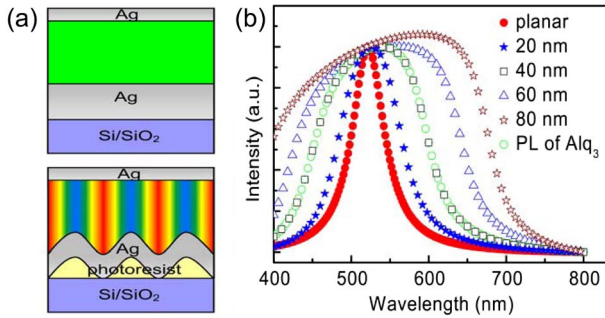 (a)
Ag
Ag
Si/SiO₂
Ag
Ag
photoresist
Si/SiO₂
(b)
Intensity (a.u.)
planar
20 nm
40 nm
60 nm
80 nm
PL of Alq₃
400 500 600 700 800
Wavelength (nm)